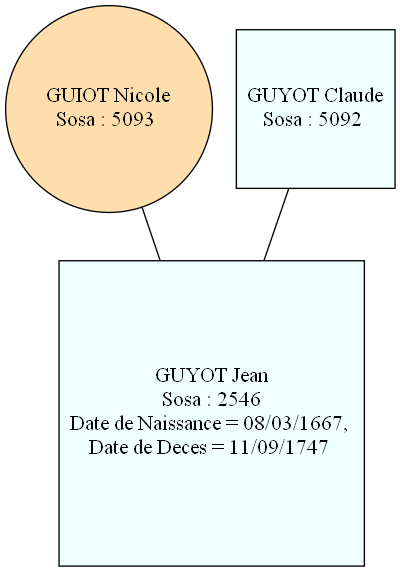 GUIOT Nicole
Sosa : 5093
GUYOT Claude
Sosa : 5092
GUYOT Jean
Sosa : 2546
Date de Naissance = 08/03/1667,
Date de Deces = 11/09/1747